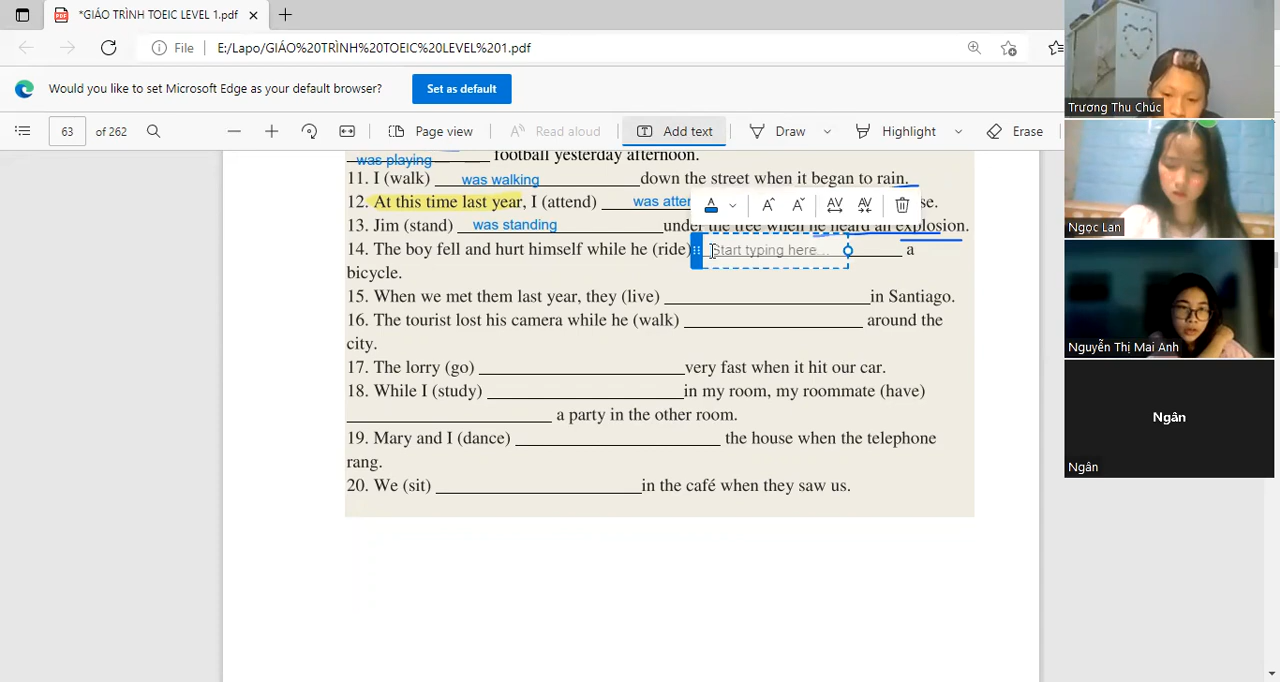 *GIÁO TRÌNH TOEIC LEVEL 1.pdf
File E:/Lapo/GIÁO%20TRÌNH%20TOEIC%20LEVEL%201.pdf
Would you like to set Microsoft Edge as your default browser? Set as default
63 of 262 Page view Read aloud Add text Draw Highlight Erase
was playing football yesterday afternoon.
11. I (walk) was walking down the street when it began to rain.
12. At this time last year, I (attend) was atten se.
13. Jim (stand) was standing under the tree when he heard an explosion.
14. The boy fell and hurt himself while he (ride) Start typing here... a
bicycle.
15. When we met them last year, they (live) in Santiago.
16. The tourist lost his camera while he (walk) around the
city.
17. The lorry (go) very fast when it hit our car.
18. While I (study) in my room, my roommate (have)
a party in the other room.
19. Mary and I (dance) the house when the telephone
rang.
20. We (sit) in the café when they saw us.
Trương Thu Chúc
Ngọc Lan
Nguyễn Thị Mai Anh
Ngân
Ngân